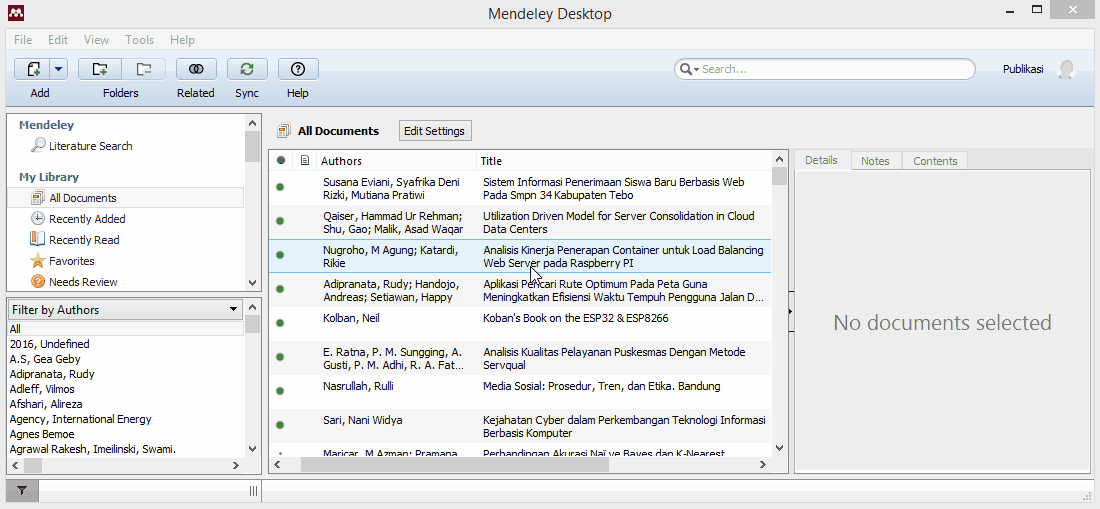 Mendeley Desktop
File Edit View Tools Help
Search...
Publikasi
Add Folders Related Sync Help
Mendeley
Literature Search
My Library
All Documents
Recently Added
Recently Read
Favorites
Needs Review
Filter by Authors
All
2016, Undefined
A.S, Gea Geby
Adipranata, Rudy
Adleff, Vilmos
Afshari, Alireza
Agency, International Energy
Agnes Bemoe
Agrawal Rakesh, Imeilinski, Swami.
All Documents Edit Settings
Authors Title
Susana Eviani, Syafrika Deni Sistem Informasi Penerimaan Siswa Baru Berbasis Web
Rizki, Mutiana Pratiwi Pada Smpn 34 Kabupaten Tebo
Qaiser, Hammad Ur Rehman; Utilization Driven Model for Server Consolidation in Cloud
Shu, Gao; Malik, Asad Waqar Data Centers
Nugroho, M Agung; Katardi, Analisis Kinerja Penerapan Container untuk Load Balancing
Rikie Web Server pada Raspberry PI
Adipranata, Rudy; Handojo, Aplikasi Pencari Rute Optimum Pada Peta Guna
Andreas; Setiawan, Happy Meningkatkan Efisiensi Waktu Tempuh Pengguna Jalan D...
Kolban, Neil Koban's Book on the ESP32 & ESP8266
E. Ratna, P. M. Sungging, A. Analisis Kualitas Pelayanan Puskesmas Dengan Metode
Gusti, P. M. Adhi, R. A. Fat... Servqual
Nasrullah, Rulli Media Sosial: Prosedur, Tren, dan Etika. Bandung
Sari, Nani Widya Kejahatan Cyber dalam Perkembangan Teknologi Informasi
Berbasis Komputer
Maricar, M Azman; Pramana Perbandingan Akurasi Naï ve Bayes dan K-Nearest
Details Notes Contents
No documents selected